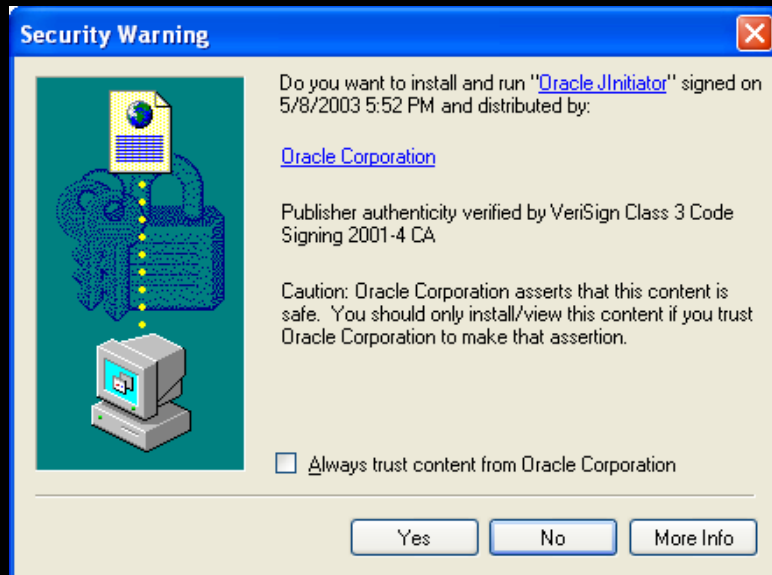 Security Warning
Do you want to install and run "Oracle JInitiator" signed on
5/8/2003 5:52 PM and distributed by:
Oracle Corporation
Publisher authenticity verified by VeriSign Class 3 Code
Signing 2001-4 CA
Caution: Oracle Corporation asserts that this content is
safe. You should only install/view this content if you trust
Oracle Corporation to make that assertion.
Always trust content from Oracle Corporation
Yes
No
More Info